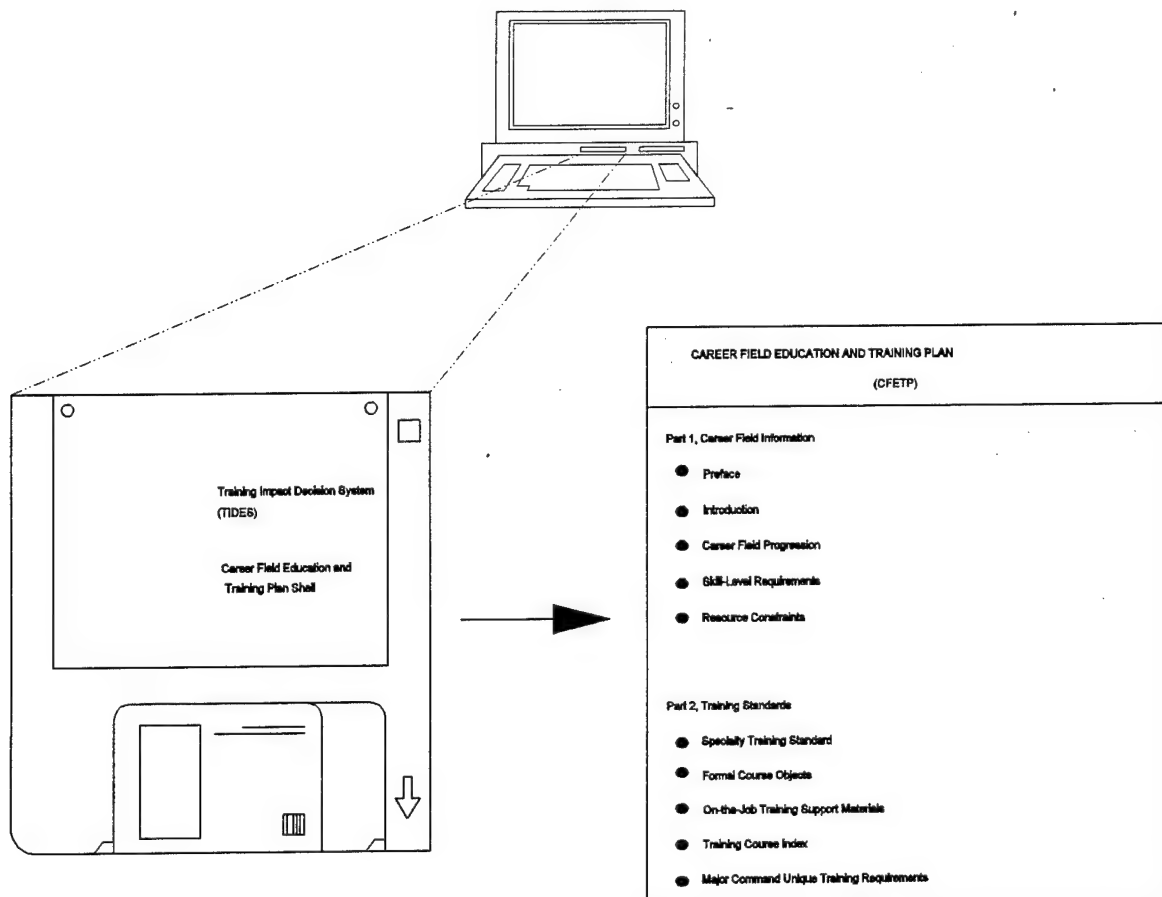 Training Impact Decision System
(TIDES)
Career Field Education and
Training Plan Shell
CAREER FIELD EDUCATION AND TRAINING PLAN
(CFETP)
Part 1, Career Field Information
Preface
Introduction
Career Field Progression
Skill-Level Requirements
Resource Constraints
Part 2, Training Standards
Specialty Training Standard
Formal Course Objects
On-the-Job Training Support Materials
Training Course Index
Major Command Unique Training Requirements